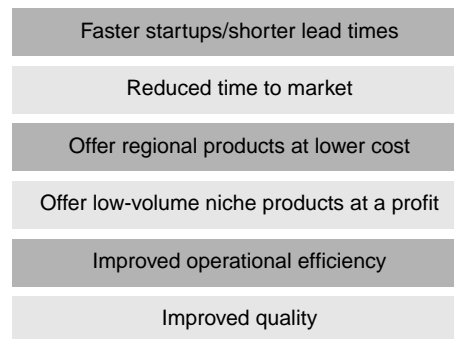 Faster startups/shorter lead times
Reduced time to market
Offer regional products at lower cost
Offer low-volume niche products at a profit
Improved operational efficiency
Improved quality